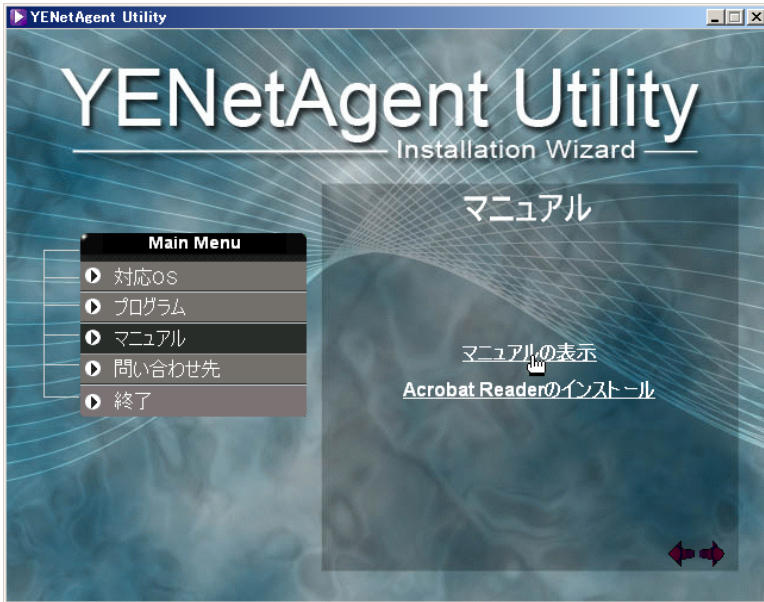 YENetAgent Utility
YENetAgent Utility
Installation Wizard
マニュアル
Main Menu
対応OS
プログラム
マニュアル
問い合わせ先
終了
マニュアルの表示
Acrobat Readerのインストール